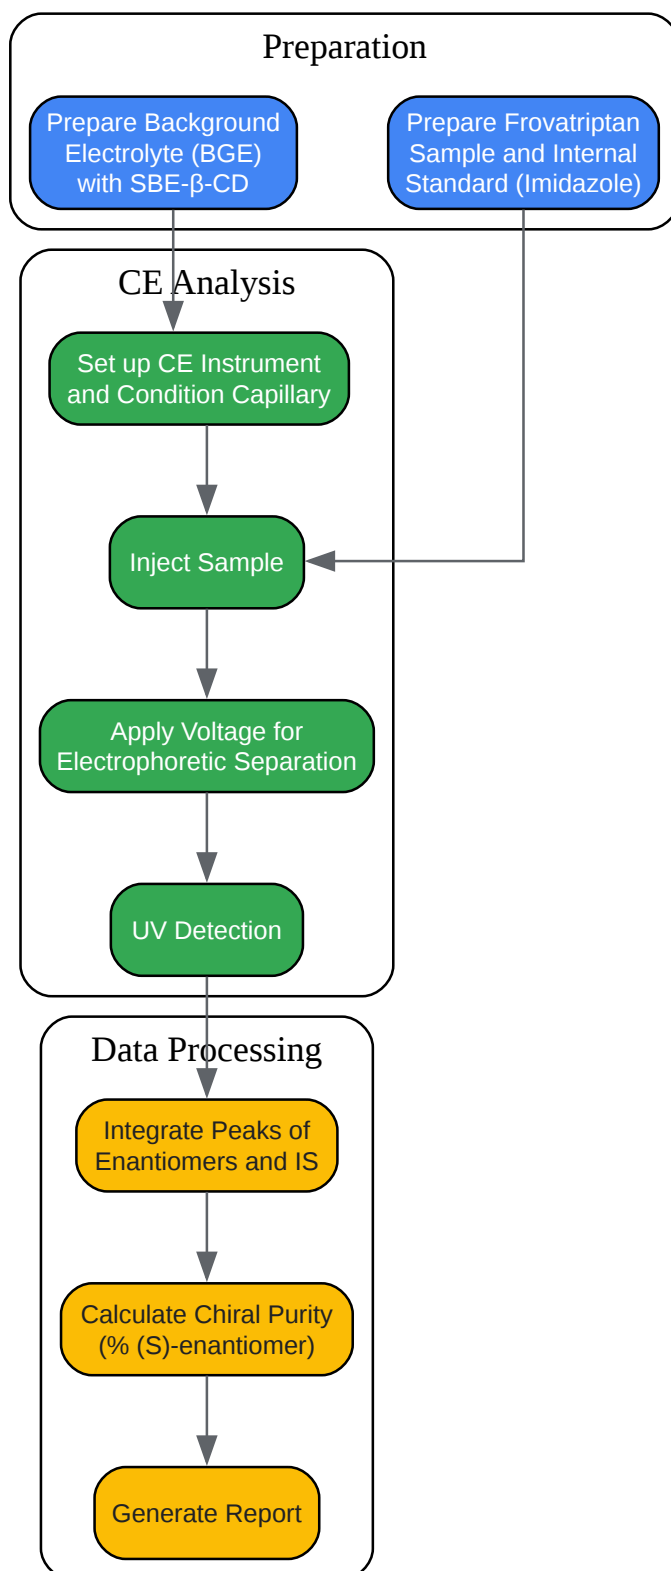 Preparation
Prepare Background
Electrolyte (BGE)
with SBE-β-CD
Prepare Frovatriptan
Sample and Internal
Standard (Imidazole)
CE Analysis
Set up CE Instrument
and Condition Capillary
Inject Sample
Apply Voltage for
Electrophoretic Separation
UV Detection
Data Processing
Integrate Peaks of
Enantiomers and IS
Calculate Chiral Purity
(% (S)-enantiomer)
Generate Report